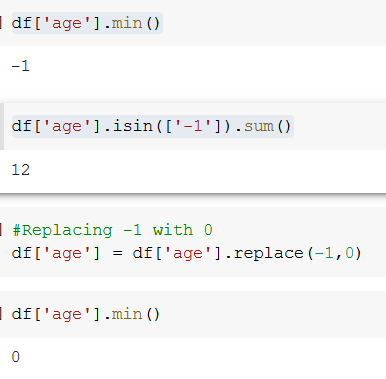 df['age'].min()
-1
df['age'].isin(['-1']).sum()
12
#Replacing -1 with 0
df['age'] = df['age'].replace(-1,0)
df['age'].min()
0